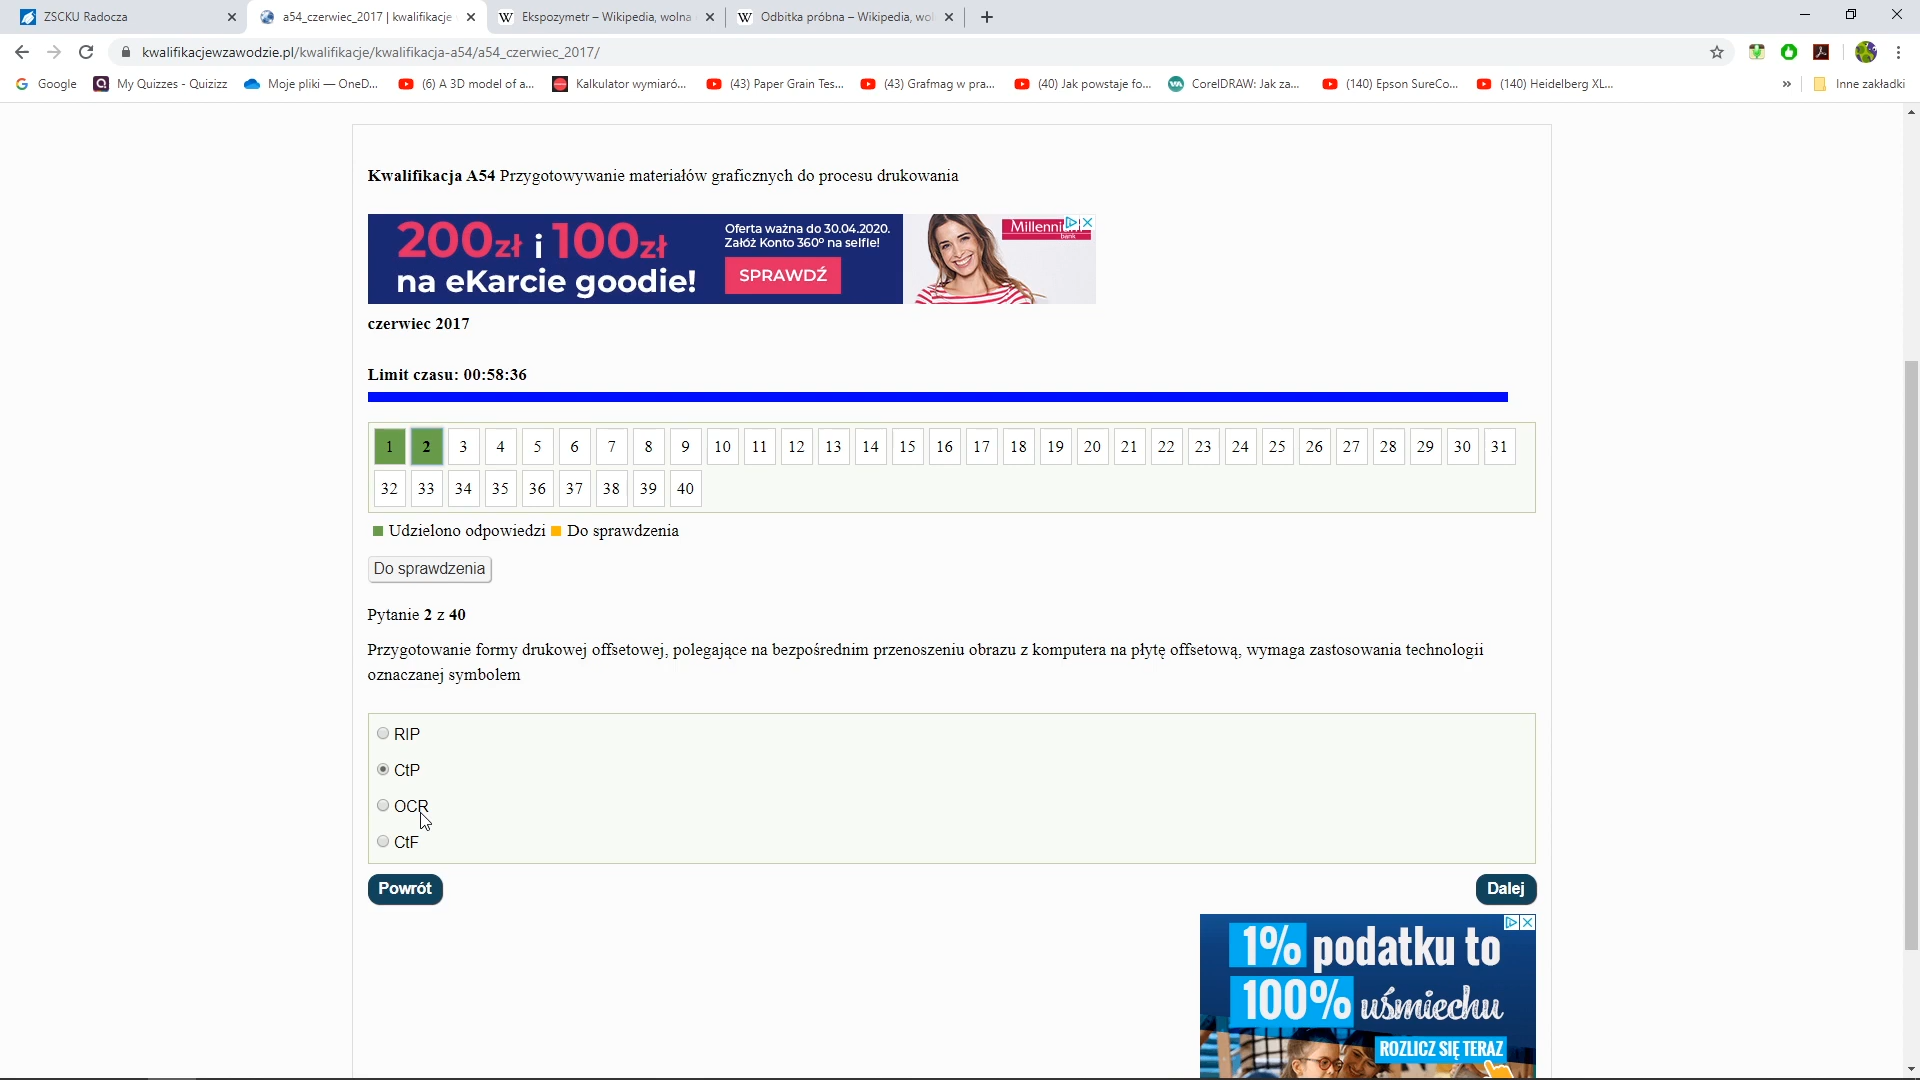 ZSCKU Radocza
a54_czerwiec_2017 | kwalifikacje
Ekspozymetr – Wikipedia, wolna
Odbitka próbna – Wikipedia, wol
kwalifikacjewzawodzie.pl/kwalifikacje/kwalifikacja-a54/a54_czerwiec_2017/
Google
My Quizzes - Quizizz
Moje pliki — OneD...
(6) A 3D model of a...
Kalkulator wymiaró...
(43) Paper Grain Tes...
(43) Grafmag w pra...
(40) Jak powstaje fo...
CorelDRAW: Jak za...
(140) Epson SureCo...
(140) Heidelberg XL...
»
Inne zakładki
Kwalifikacja A54 Przygotowywanie materiałów graficznych do procesu drukowania
200zł i 100zł
na eKarcie goodie!
Oferta ważna do 30.04.2020.
Załóż Konto 360° na selfie!
SPRAWDŹ
bank
czerwiec 2017
Limit czasu: 00:58:36
1 2 3 4 5 6 7 8 9 10 11 12 13 14 15 16 17 18 19 20 21 22 23 24 25 26 27 28 29 30 31
32 33 34 35 36 37 38 39 40
Udzielono odpowiedzi Do sprawdzenia
Do sprawdzenia
Pytanie 2 z 40
Przygotowanie formy drukowej offsetowej, polegające na bezpośrednim przenoszeniu obrazu z komputera na płytę offsetową, wymaga zastosowania technologii
oznaczanej symbolem
RIP
CtP
OCR
CtF
Powrót
Dalej
1% podatku to
100% uśmiechu
ROZLICZ SIĘ TERAZ